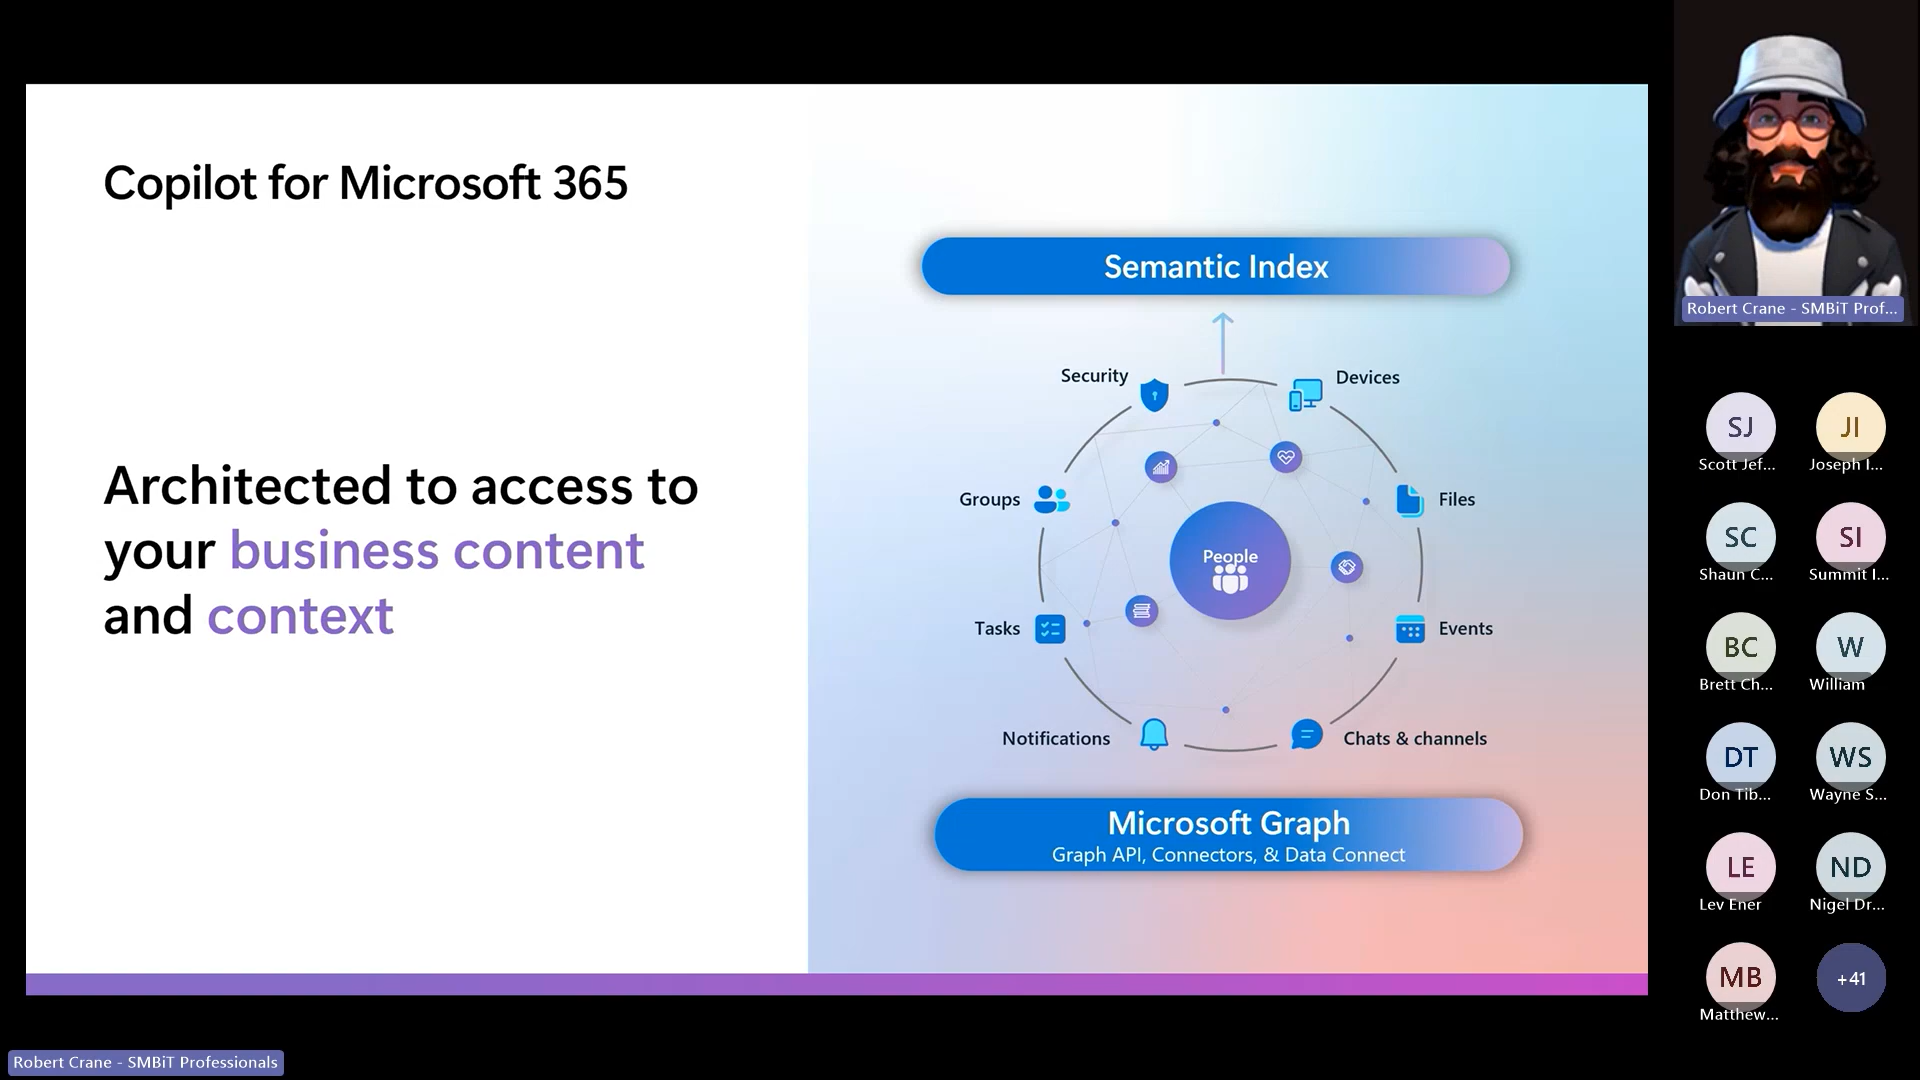 Copilot for Microsoft 365
Architected to access to
your business content
and context
Semantic Index
Security
Devices
Groups
Files
People
Tasks
Events
Notifications
Chats & channels
Microsoft Graph
Graph API, Connectors, & Data Connect
Robert Crane - SMBiT Prof...
SJ
Scott Jef...
JI
Joseph I...
SC
Shaun C...
SI
Summit I...
BC
Brett Ch...
W
William
DT
Don Tib...
WS
Wayne S...
LE
Lev Ener
ND
Nigel Dr...
MB
Matthew...
+41
Robert Crane - SMBiT Professionals